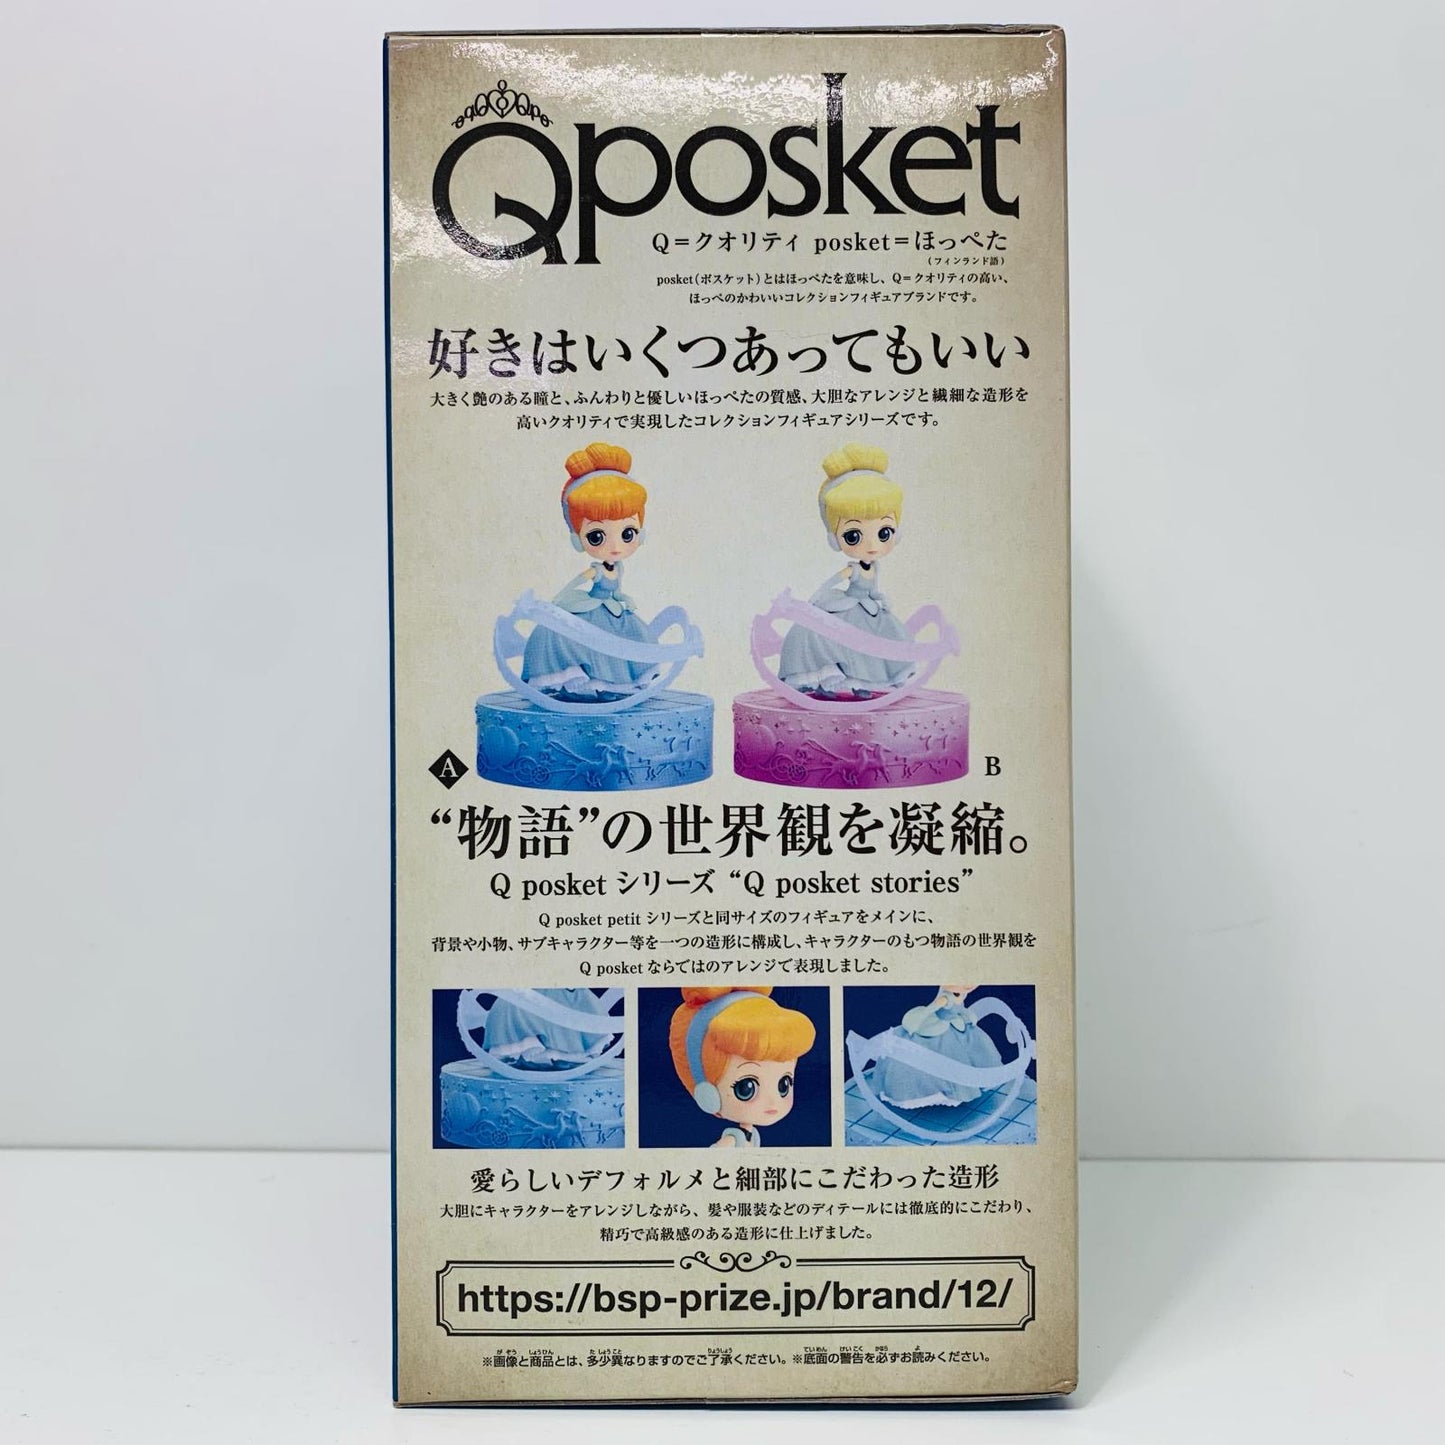 Qposket
Q=クオリティ posket=ほっぺた
(フィンランド語)
posket(ポスケット)とはほっぺたを意味し、Q=クオリティの高い、
ほっぺのかわいいコレクションフィギュアブランドです。
好きはいくつあってもいい
大きく艶のある瞳と、ふんわりと優しいほっぺたの質感、大胆なアレンジと繊細な造形を
高いクオリティで実現したコレクションフィギュアシリーズです。
A
B
“物語”の世界観を凝縮。
Q posket シリーズ “Q posket stories”
Q posket petit シリーズと同サイズのフィギュアをメインに、
背景や小物、サブキャラクター等を一つの造形に構成し、キャラクターのもつ物語の世界観を
Q posket ならではのアレンジで表現しました。
愛らしいデフォルメと細部にこだわった造形
大胆にキャラクターをアレンジしながら、髪や服装などのディテールには徹底的にこだわり、
精巧で高級感のある造形に仕上げました。
https://bsp-prize.jp/brand/12/
※画像と商品とは、多少異なりますのでご了承ください。※底面の警告を必ずお読みください。